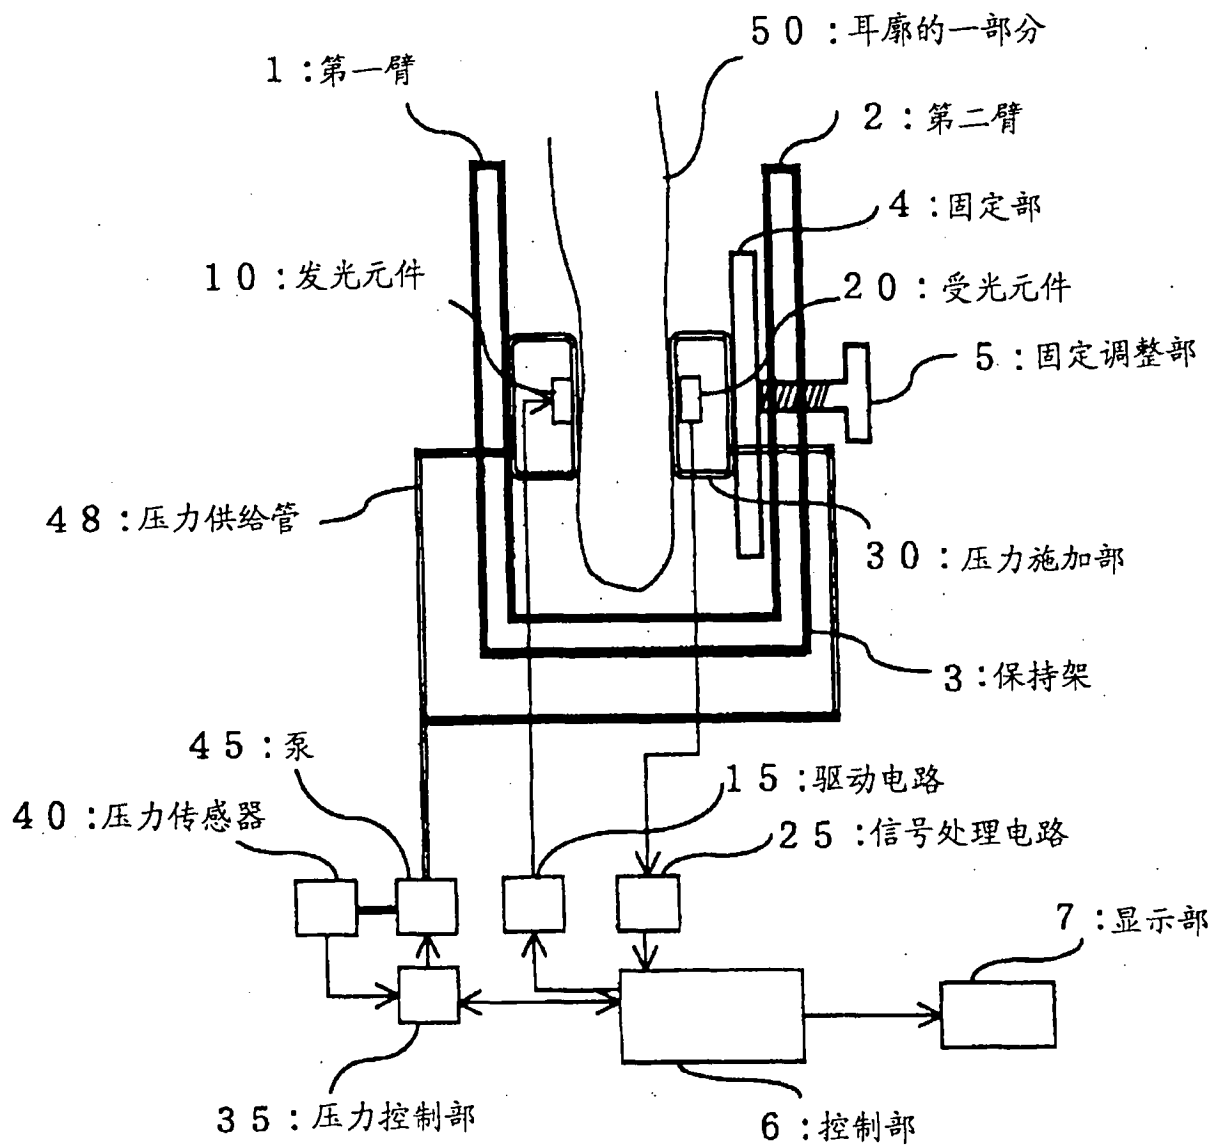 50:耳廓的一部分
1:第一臂
2:第二臂
4:固定部
10:发光元件
20:受光元件
5:固定调整部
48:压力供给管
30:压力施加部
3:保持架
45:泵
15:驱动电路
40:压力传感器
25:信号处理电路
7:显示部
35:压力控制部
6:控制部